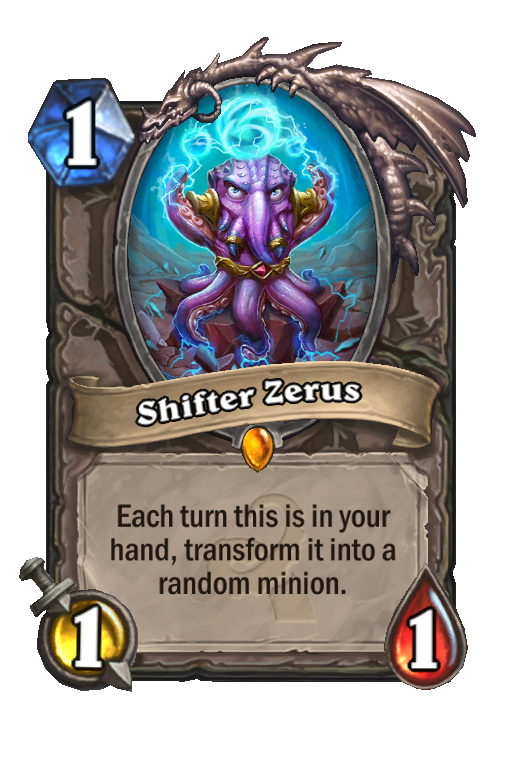 1
Shifter Zerus
Each turn this is in your
hand, transform it into a
random minion.
1
1